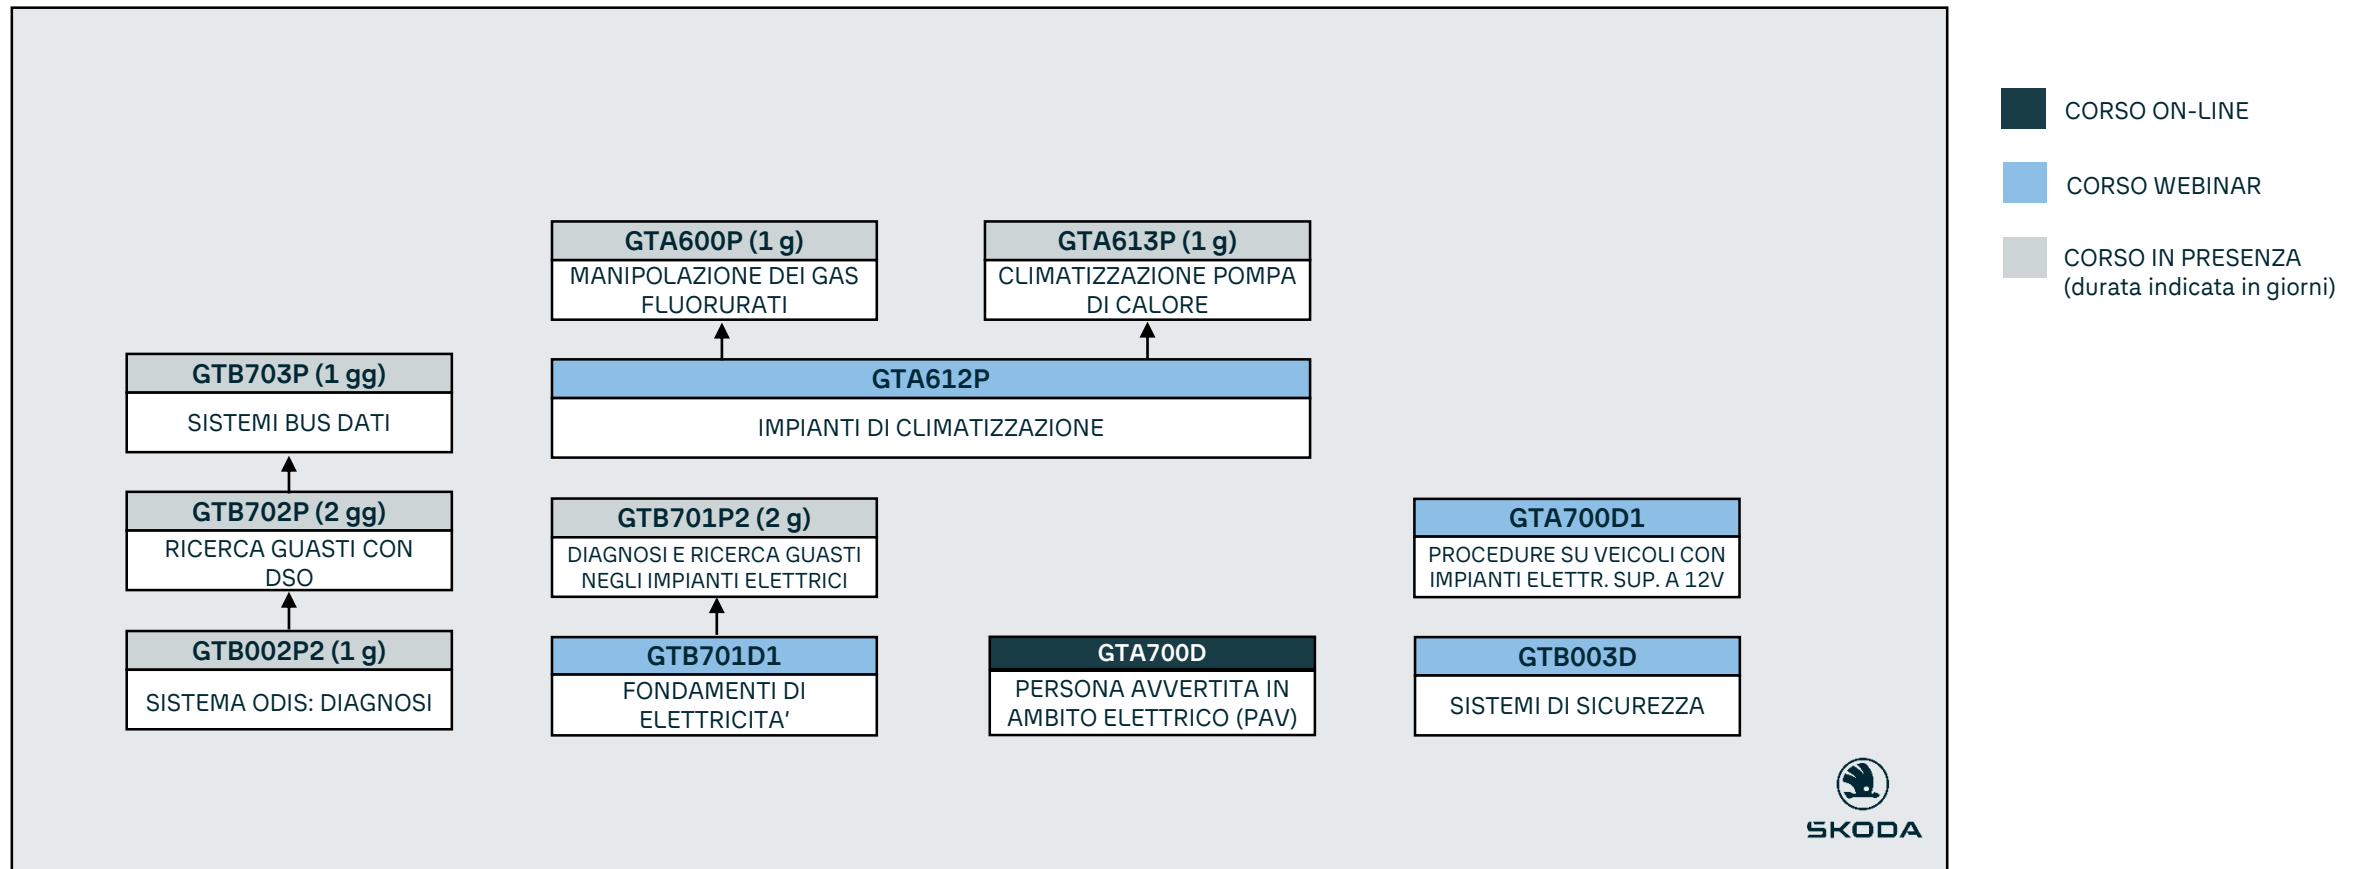 CORSO ON-LINE
CORSO WEBINAR
CORSO IN PRESENZA
(durata indicata in giorni)
GTA600P (1 g)
MANIPOLAZIONE DEI GAS
FLUORURATI
GTA613P (1 g)
CLIMATIZZAZIONE POMPA
DI CALORE
GTB703P (1 gg)
SISTEMI BUS DATI
GTA612P
IMPIANTI DI CLIMATIZZAZIONE
GTB702P (2 gg)
RICERCA GUASTI CON
DSO
GTB701P2 (2 g)
DIAGNOSI E RICERCA GUASTI
NEGLI IMPIANTI ELETTRICI
GTA700D1
PROCEDURE SU VEICOLI CON
IMPIANTI ELETTR. SUP. A 12V
GTB002P2 (1 g)
SISTEMA ODIS: DIAGNOSI
GTB701D1
FONDAMENTI DI
ELETTRICITA'
GTA700D
PERSONA AVVERTITA IN
AMBITO ELETTRICO (PAV)
GTB003D
SISTEMI DI SICUREZZA
ŠKODA